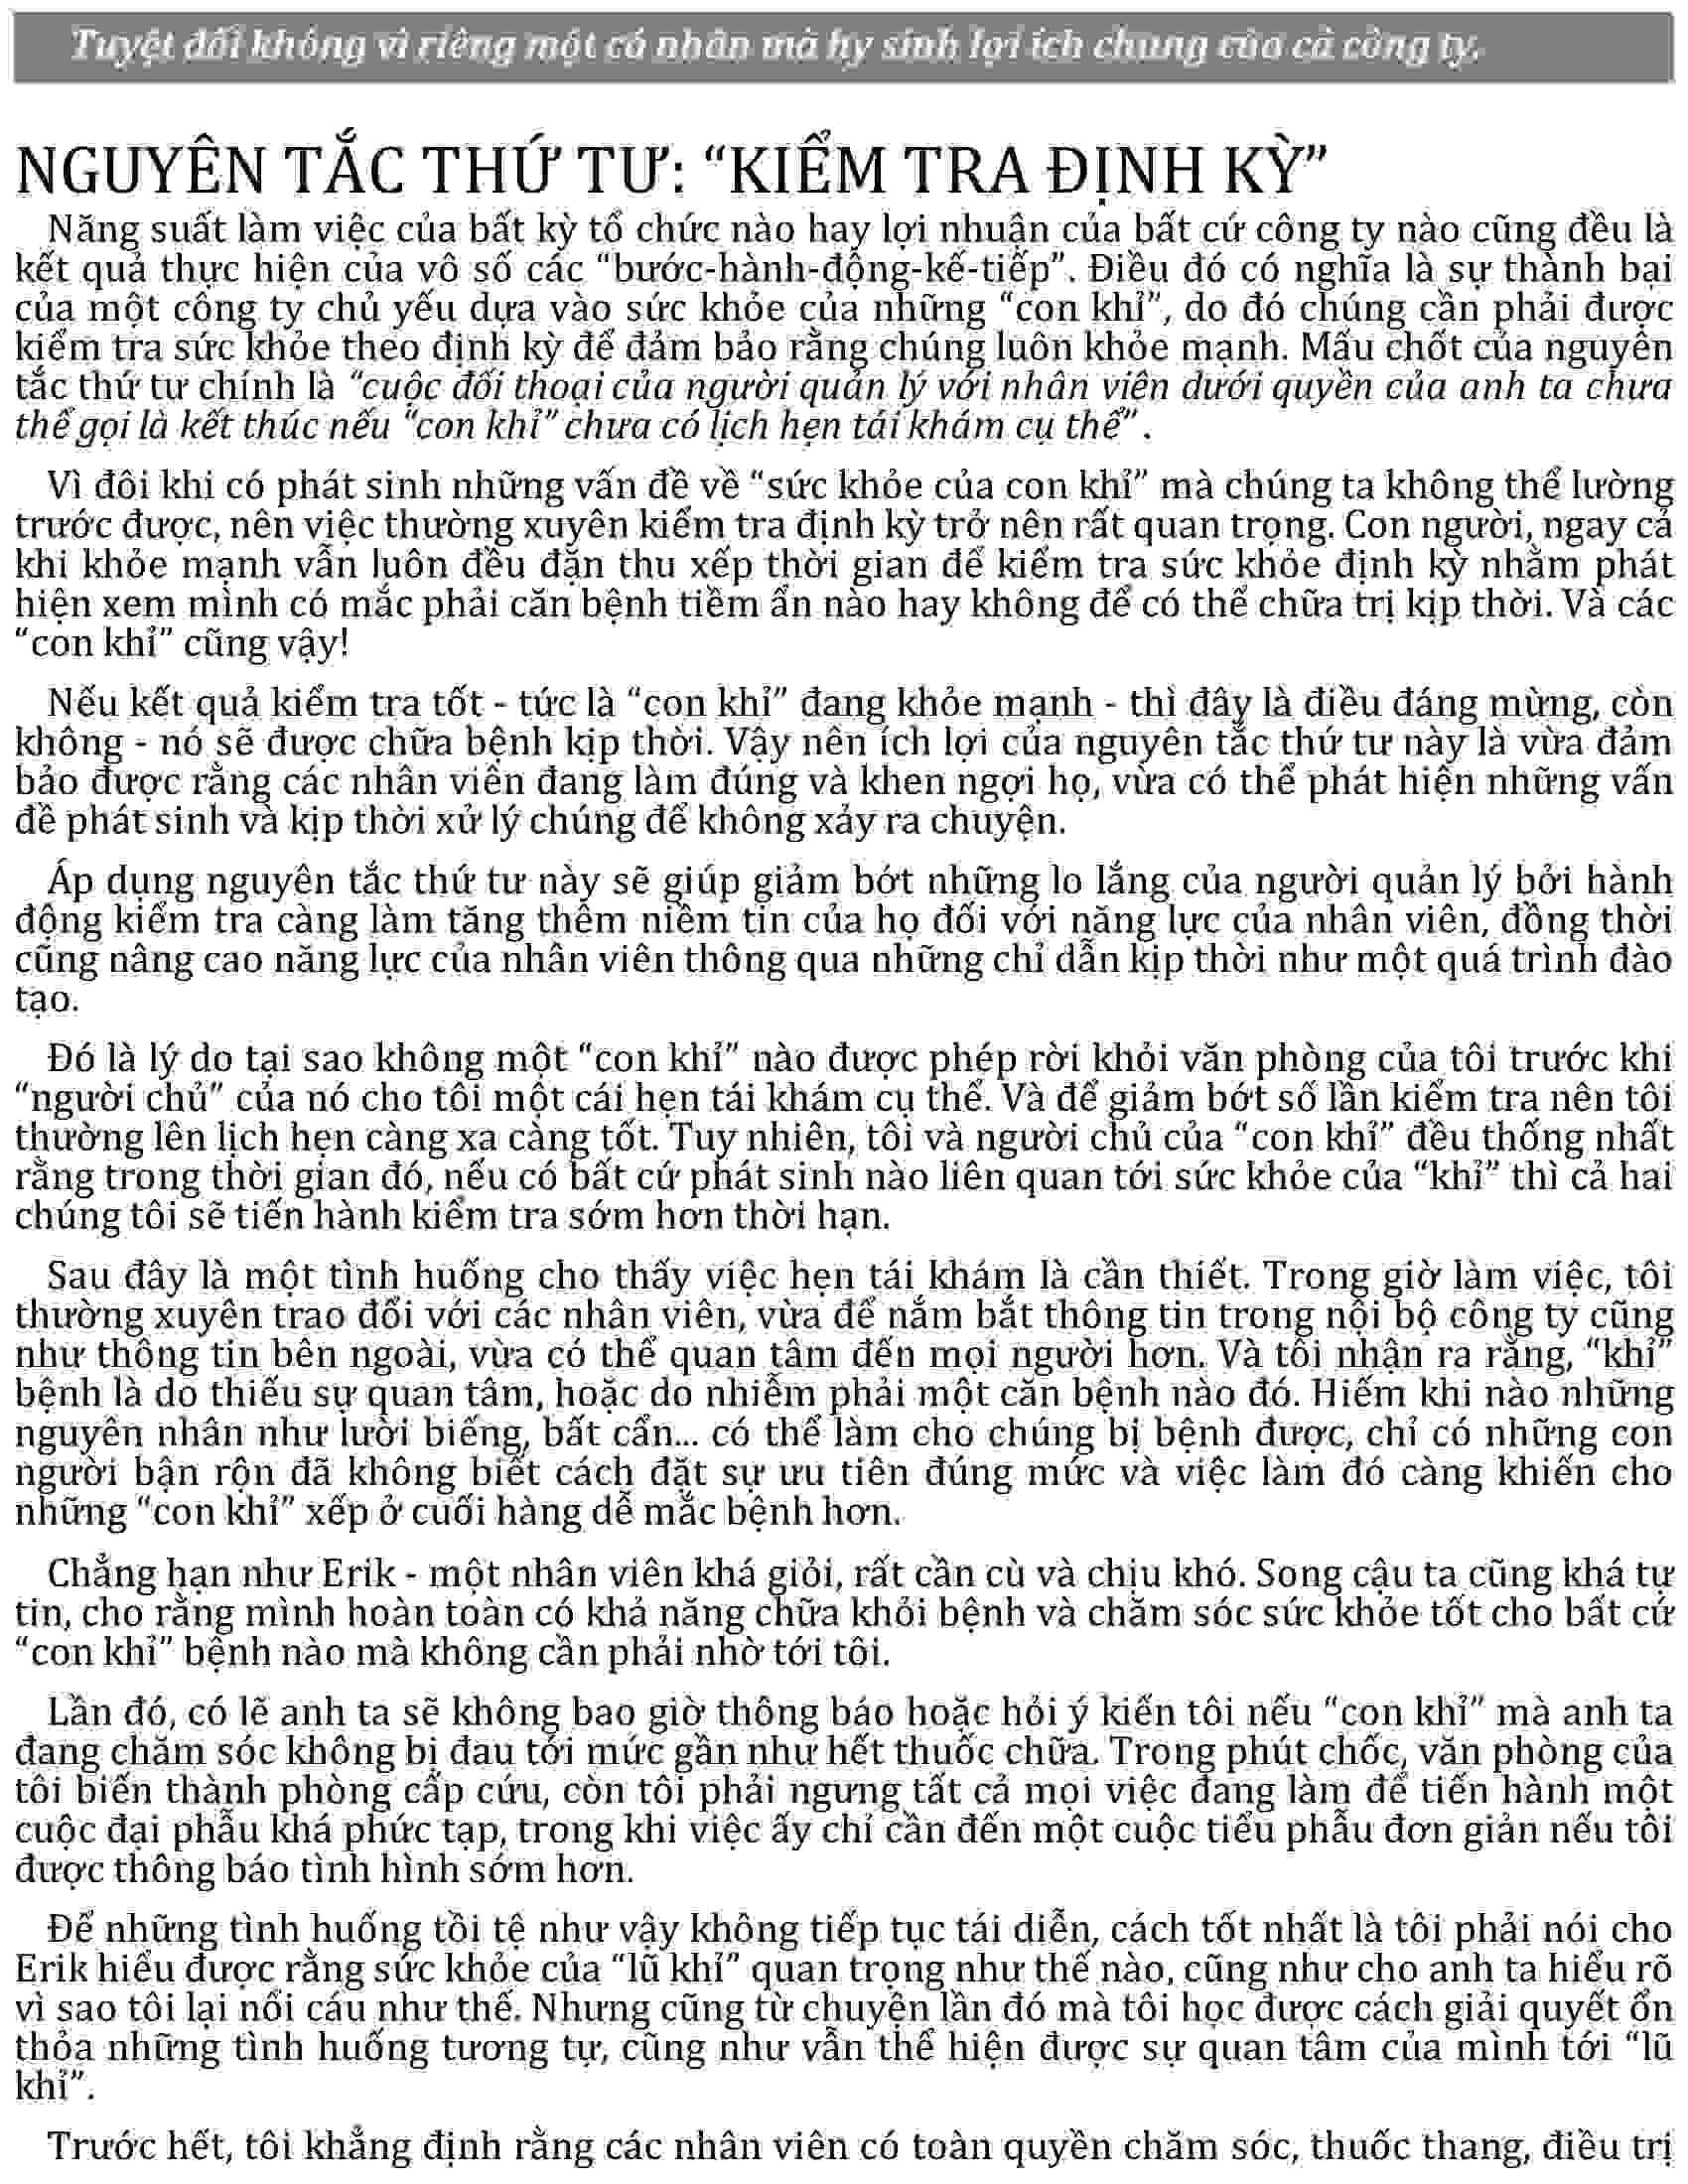 Tuyệt đối không vì riêng một cá nhân mà hy sinh lợi ích chung của cả công ty.
NGUYÊN TẮC THỨ TƯ: “KIỂM TRA ĐỊNH KỲ”
Năng suất làm việc của bất kỳ tổ chức nào hay lợi nhuận của bất cứ công ty nào cũng đều là
kết quả thực hiện của vô số các “bước-hành-động-kế-tiếp”. Điều đó có nghĩa là sự thành bại
của một công ty chủ yếu dựa vào sức khỏe của những “con khỉ”, do đó chúng cần phải được
kiểm tra sức khỏe theo định kỳ để đảm bảo rằng chúng luôn khỏe mạnh. Mấu chốt của nguyên
tắc thứ tư chính là “cuộc đối thoại của người quản lý với nhân viên dưới quyền của anh ta chưa
thể gọi là kết thúc nếu “con khỉ” chưa có lịch hẹn tái khám cụ thể”.
Vì đôi khi có phát sinh những vấn đề về “sức khỏe của con khỉ” mà chúng ta không thể lường
trước được, nên việc thường xuyên kiểm tra định kỳ trở nên rất quan trọng. Con người, ngay cả
khi khỏe mạnh vẫn luôn đều đặn thu xếp thời gian để kiểm tra sức khỏe định kỳ nhằm phát
hiện xem mình có mắc phải căn bệnh tiềm ẩn nào hay không để có thể chữa trị kịp thời. Và các
“con khỉ” cũng vậy!
Nếu kết quả kiểm tra tốt - tức là “con khỉ” đang khỏe mạnh - thì đây là điều đáng mừng, còn
không - nó sẽ được chữa bệnh kịp thời. Vậy nên ích lợi của nguyên tắc thứ tư này là vừa đảm
bảo được rằng các nhân viên đang làm đúng và khen ngợi họ, vừa có thể phát hiện những vấn
đề phát sinh và kịp thời xử lý chúng để không xảy ra chuyện.
Áp dụng nguyên tắc thứ tư này sẽ giúp giảm bớt những lo lắng của người quản lý bởi hành
động kiểm tra càng làm tăng thêm niềm tin của họ đối với năng lực của nhân viên, đồng thời
cũng nâng cao năng lực của nhân viên thông qua những chỉ dẫn kịp thời như một quá trình đào
tạo.
Đó là lý do tại sao không một “con khỉ” nào được phép rời khỏi văn phòng của tôi trước khi
“người chủ” của nó cho tôi một cái hẹn tái khám cụ thể. Và để giảm bớt số lần kiểm tra nên tôi
thường lên lịch hẹn càng xa càng tốt. Tuy nhiên, tôi và người chủ của “con khỉ” đều thống nhất
rằng trong thời gian đó, nếu có bất cứ phát sinh nào liên quan tới sức khỏe của “khỉ” thì cả hai
chúng tôi sẽ tiến hành kiểm tra sớm hơn thời hạn.
Sau đây là một tình huống cho thấy việc hẹn tái khám là cần thiết. Trong giờ làm việc, tôi
thường xuyên trao đổi với các nhân viên, vừa để nắm bắt thông tin trong nội bộ công ty cũng
như thông tin bên ngoài, vừa có thể quan tâm đến mọi người hơn. Và tôi nhận ra rằng, “khỉ”
bệnh là do thiếu sự quan tâm, hoặc do nhiễm phải một căn bệnh nào đó. Hiếm khi nào những
nguyên nhân như lười biếng, bất cẩn... có thể làm cho chúng bị bệnh được, chỉ có những con
người bận rộn đã không biết cách đặt sự ưu tiên đúng mức và việc làm đó càng khiến cho
những “con khỉ” xếp ở cuối hàng dễ mắc bệnh hơn.
Chẳng hạn như Erik - một nhân viên khá giỏi, rất cần cù và chịu khó. Song cậu ta cũng khá tự
tin, cho rằng mình hoàn toàn có khả năng chữa khỏi bệnh và chăm sóc sức khỏe tốt cho bất cứ
“con khỉ” bệnh nào mà không cần phải nhờ tới tôi.
Lần đó, có lẽ anh ta sẽ không bao giờ thông báo hoặc hỏi ý kiến tôi nếu “con khỉ” mà anh ta
đang chăm sóc không bị đau tới mức gần như hết thuốc chữa. Trong phút chốc, văn phòng của
tôi biến thành phòng cấp cứu, còn tôi phải ngưng tất cả mọi việc đang làm để tiến hành một
cuộc đại phẫu khá phức tạp, trong khi việc ấy chỉ cần đến một cuộc tiểu phẫu đơn giản nếu tôi
được thông báo tình hình sớm hơn.
Để những tình huống tồi tệ như vậy không tiếp tục tái diễn, cách tốt nhất là tôi phải nói cho
Erik hiểu được rằng sức khỏe của “lũ khỉ” quan trọng như thế nào, cũng như cho anh ta hiểu rõ
vì sao tôi lại nổi cáu như thế. Nhưng cũng từ chuyện lần đó mà tôi học được cách giải quyết ổn
thỏa những tình huống tương tự, cũng như vẫn thể hiện được sự quan tâm của mình tới “lũ
khỉ”.
Trước hết, tôi khẳng định rằng các nhân viên có toàn quyền chăm sóc, thuốc thang, điều trị